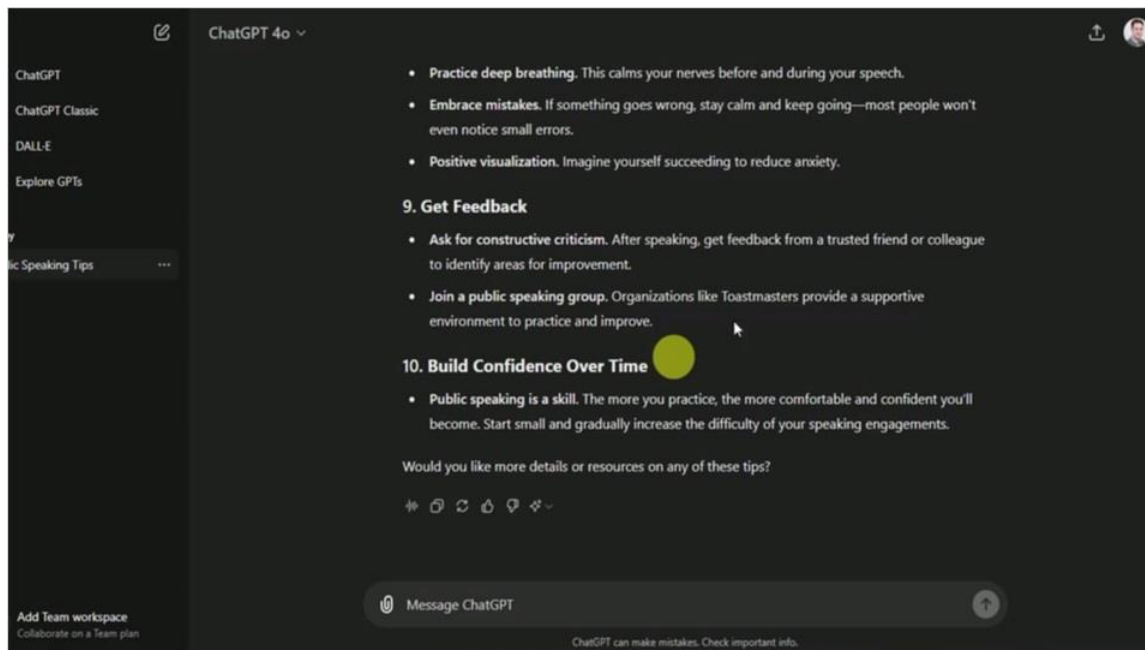 ChatGPT 4o
ChatGPT
ChatGPT Classic
DALL·E
Explore GPTs
y
lic Speaking Tips
Add Team workspace
Collaborate on a Team plan
• Practice deep breathing. This calms your nerves before and during your speech.
• Embrace mistakes. If something goes wrong, stay calm and keep going—most people won't
even notice small errors.
• Positive visualization. Imagine yourself succeeding to reduce anxiety.
9. Get Feedback
• Ask for constructive criticism. After speaking, get feedback from a trusted friend or colleague
to identify areas for improvement.
• Join a public speaking group. Organizations like Toastmasters provide a supportive
environment to practice and improve.
10. Build Confidence Over Time
• Public speaking is a skill. The more you practice, the more comfortable and confident you'll
become. Start small and gradually increase the difficulty of your speaking engagements.
Would you like more details or resources on any of these tips?
Message ChatGPT
ChatGPT can make mistakes. Check important info.